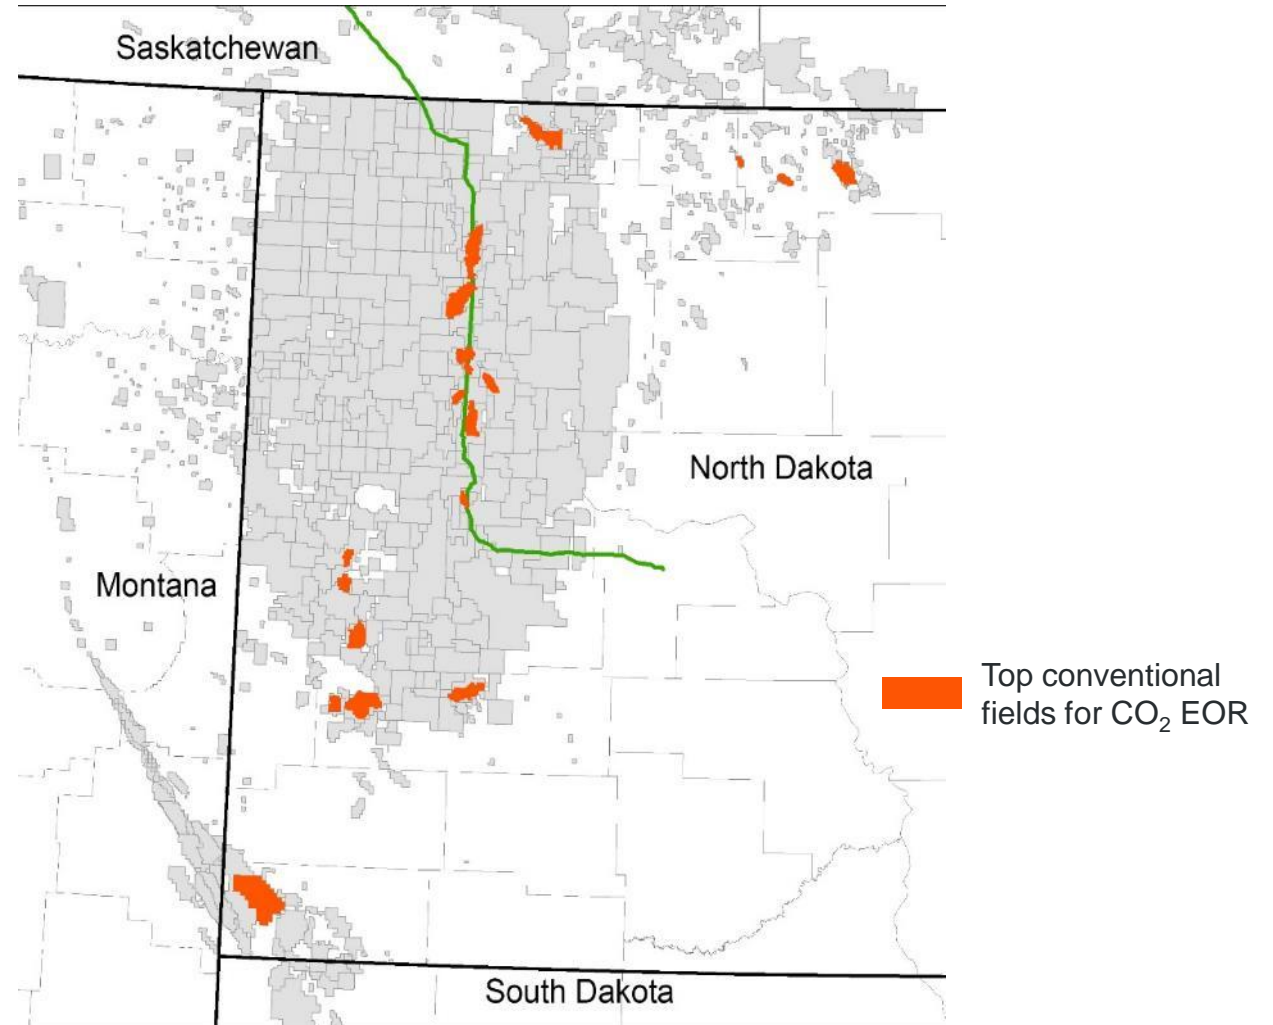 Saskatchewan
North Dakota
Montana
Top conventional
fields for CO₂ EOR
South Dakota